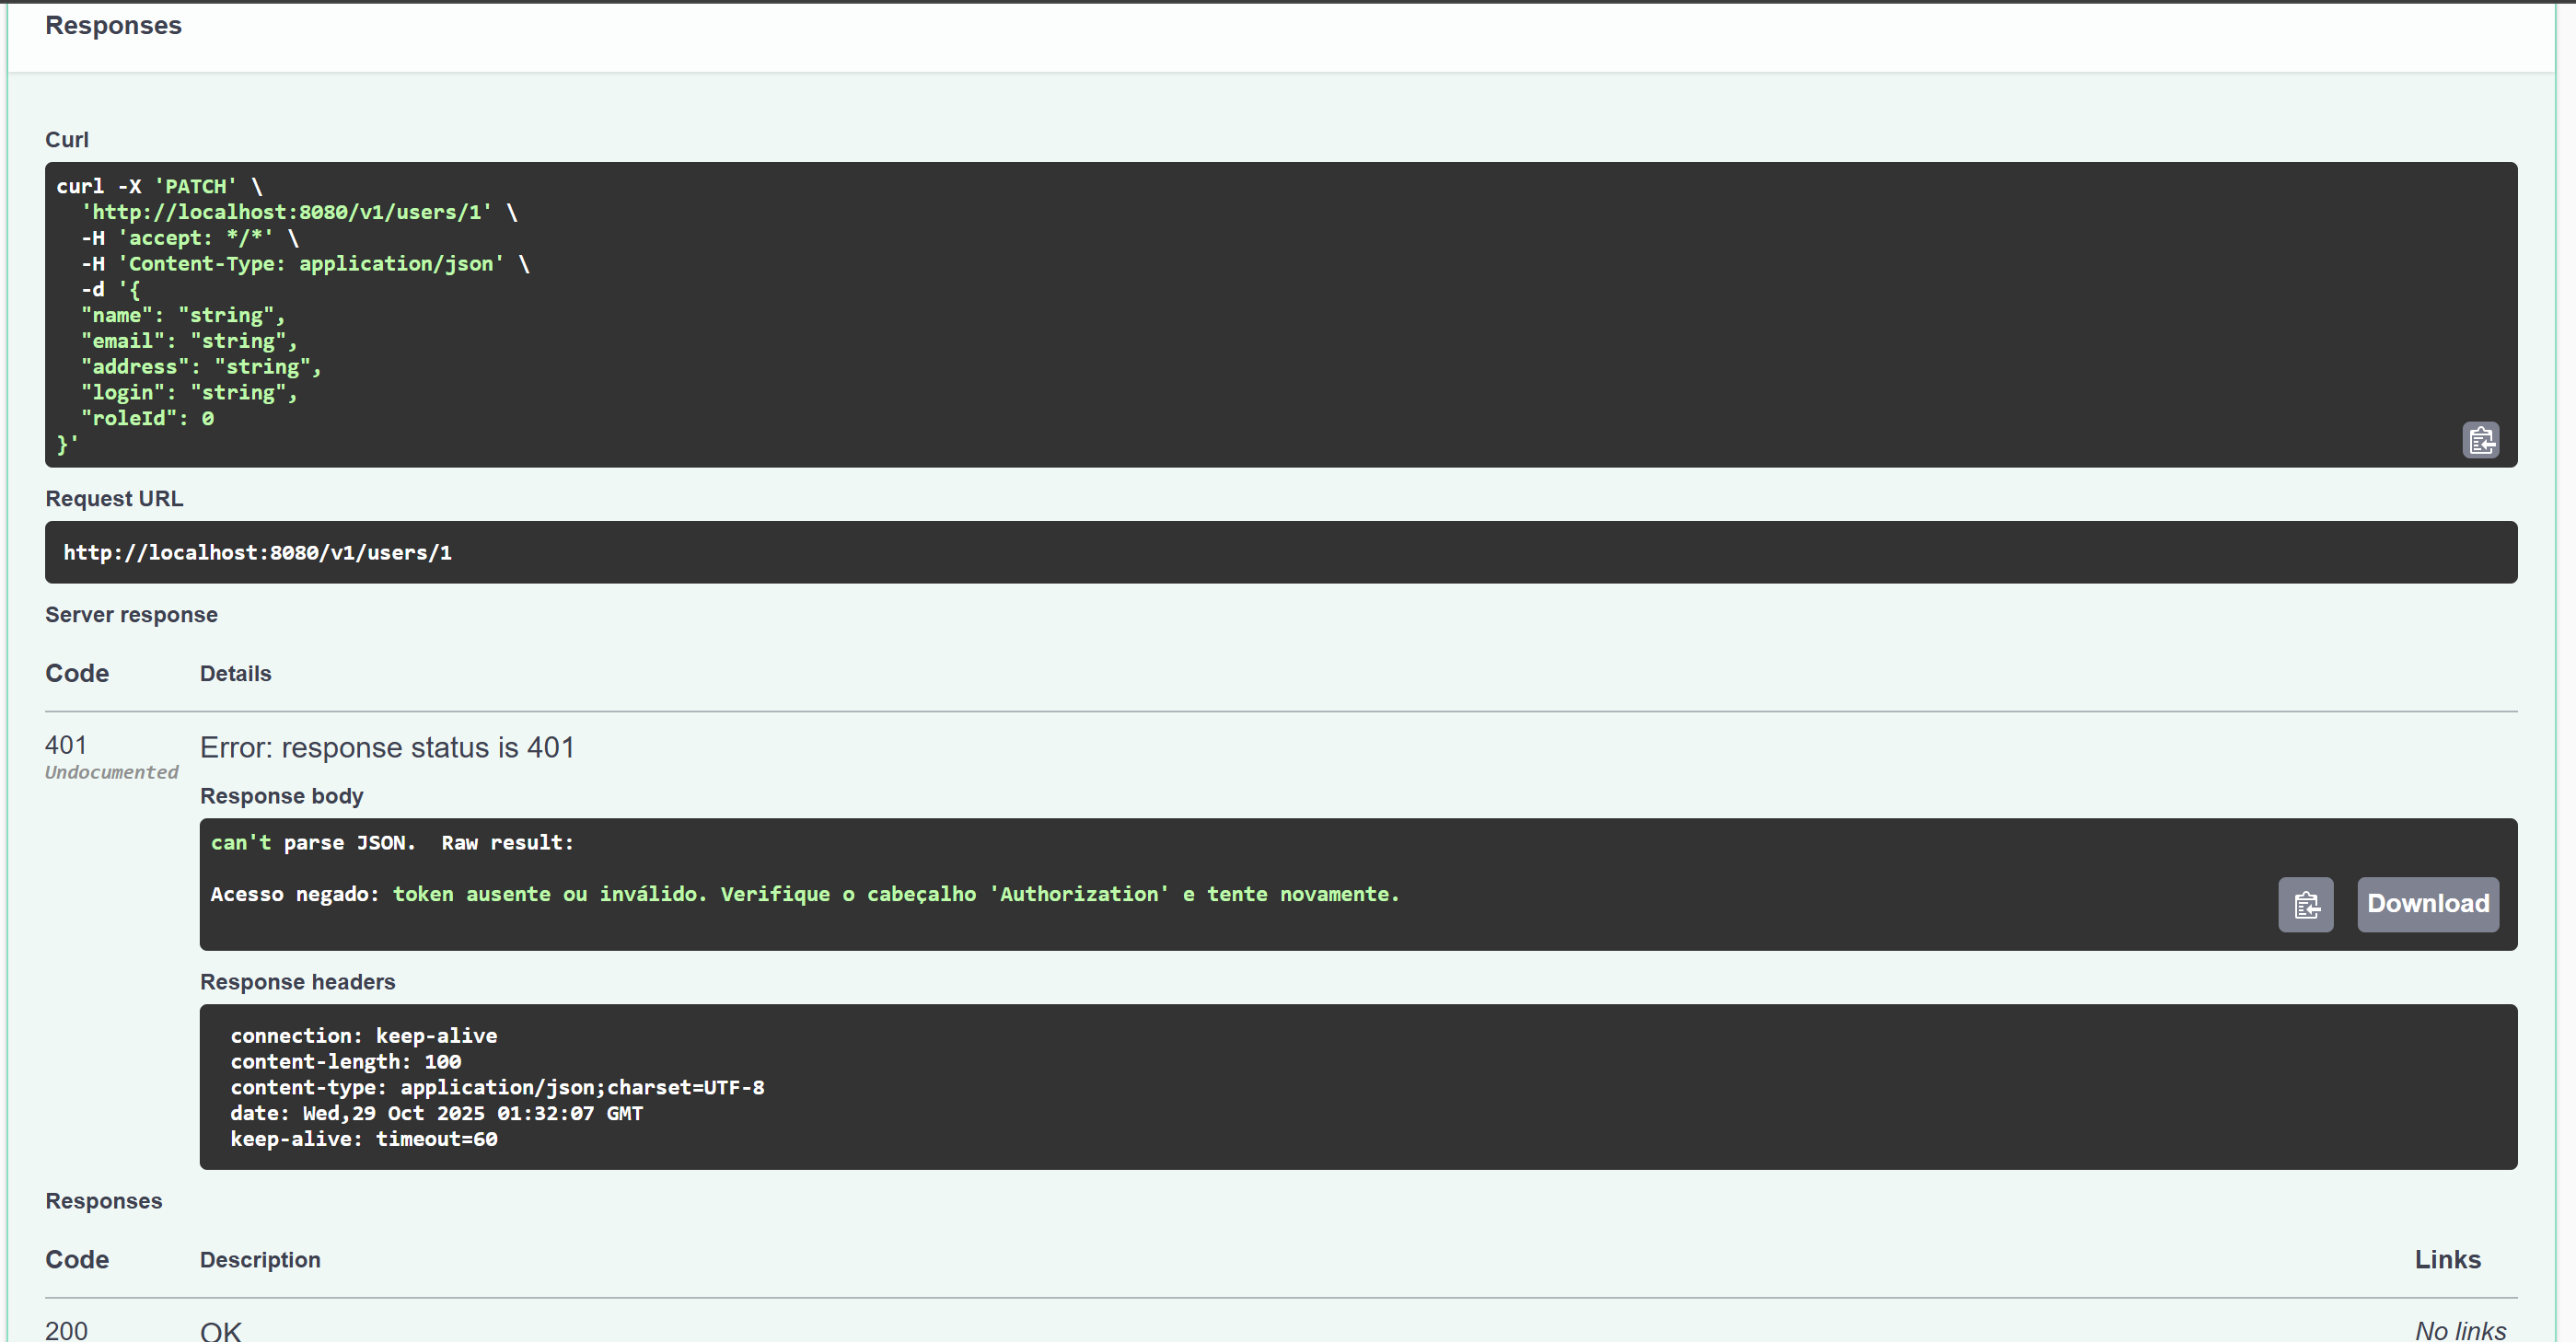 Responses
Curl
curl -X 'PATCH' \
'http://localhost:8080/v1/users/1' \
-H 'accept: */*' \
-H 'Content-Type: application/json' \
-d '{
"name": "string",
"email": "string",
"address": "string",
"login": "string",
"roleId": 0
}'
Request URL
http://localhost:8080/v1/users/1
Server response
Code Details
401 Error: response status is 401
Undocumented
Response body
can't parse JSON.  Raw result:
Acesso negado: token ausente ou inválido. Verifique o cabeçalho 'Authorization' e tente novamente.
Download
Response headers
connection: keep-alive
content-length: 100
content-type: application/json;charset=UTF-8
date: Wed,29 Oct 2025 01:32:07 GMT
keep-alive: timeout=60
Responses
Code Description Links
200 OK No links